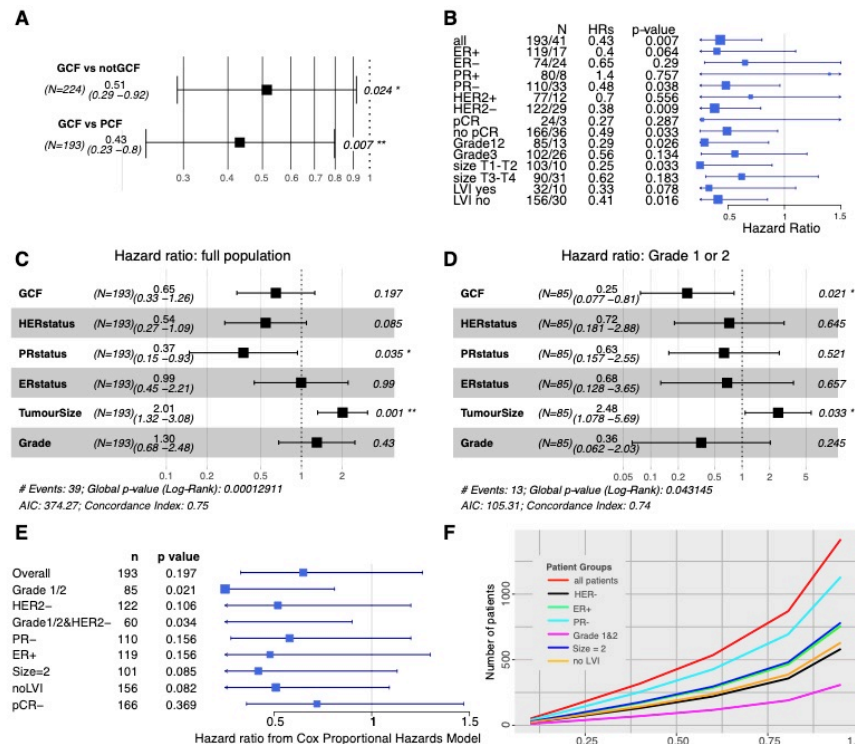 A
GCF vs notGCF
(N=224) 0.51
(0.29 −0.92)
0.024 *
GCF vs PCF
(N=193) 0.43
(0.23 −0.8)
0.007 **
0.3 0.4 0.5 0.6 0.7 0.8 0.9 1
B
N HRs p-value
all 193/41 0.43 0.007
ER+ 119/17 0.4 0.064
ER− 74/24 0.65 0.29
PR+ 80/8 1.4 0.757
PR− 110/33 0.48 0.038
HER2+ 77/12 0.7 0.556
HER2− 122/29 0.38 0.009
pCR 24/3 0.27 0.287
no pCR 166/36 0.49 0.033
Grade12 85/13 0.29 0.026
Grade3 102/26 0.56 0.134
size T1−T2 103/10 0.25 0.033
size T3−T4 90/31 0.62 0.183
LVI yes 32/10 0.33 0.078
LVI no 156/30 0.41 0.016
0.5 1 1.5
Hazard Ratio
C
Hazard ratio: full population
GCF (N=193) 0.65
(0.33 −1.26) 0.197
HERstatus (N=193) 0.54
(0.27 −1.09) 0.085
PRstatus (N=193) 0.37
(0.15 −0.93) 0.035 *
ERstatus (N=193) 0.99
(0.45 −2.21) 0.99
TumourSize (N=193) 2.01
(1.32 −3.08) 0.001 **
Grade (N=193) 1.30
(0.68 −2.48) 0.43
0.1 0.2 0.5 1 2
# Events: 39; Global p-value (Log-Rank): 0.00012911
AIC: 374.27; Concordance Index: 0.75
D
Hazard ratio: Grade 1 or 2
GCF (N=85) 0.25
(0.077 −0.81) 0.021 *
HERstatus (N=85) 0.72
(0.181 −2.88) 0.645
PRstatus (N=85) 0.63
(0.157 −2.55) 0.521
ERstatus (N=85) 0.68
(0.128 −3.65) 0.657
TumourSize (N=85) 2.48
(1.078 −5.69) 0.033 *
Grade (N=85) 0.36
(0.062 −2.03) 0.245
0.05 0.1 0.2 0.5 1 2 5
# Events: 13; Global p-value (Log-Rank): 0.043145
AIC: 105.31; Concordance Index: 0.74
E
n p value
Overall 193 0.197
Grade 1/2 85 0.021
HER2− 122 0.106
Grade1/2&HER2− 60 0.034
PR− 110 0.156
ER+ 119 0.156
Size=2 101 0.085
noLVI 156 0.082
pCR− 166 0.369
0.5 1 1.5
Hazard ratio from Cox Proportional Hazards Model
F
Number of patients
Patient Groups
all patients
HER-
ER+
PR-
Grade 1&2
Size = 2
no LVI
0.25 0.50 0.75